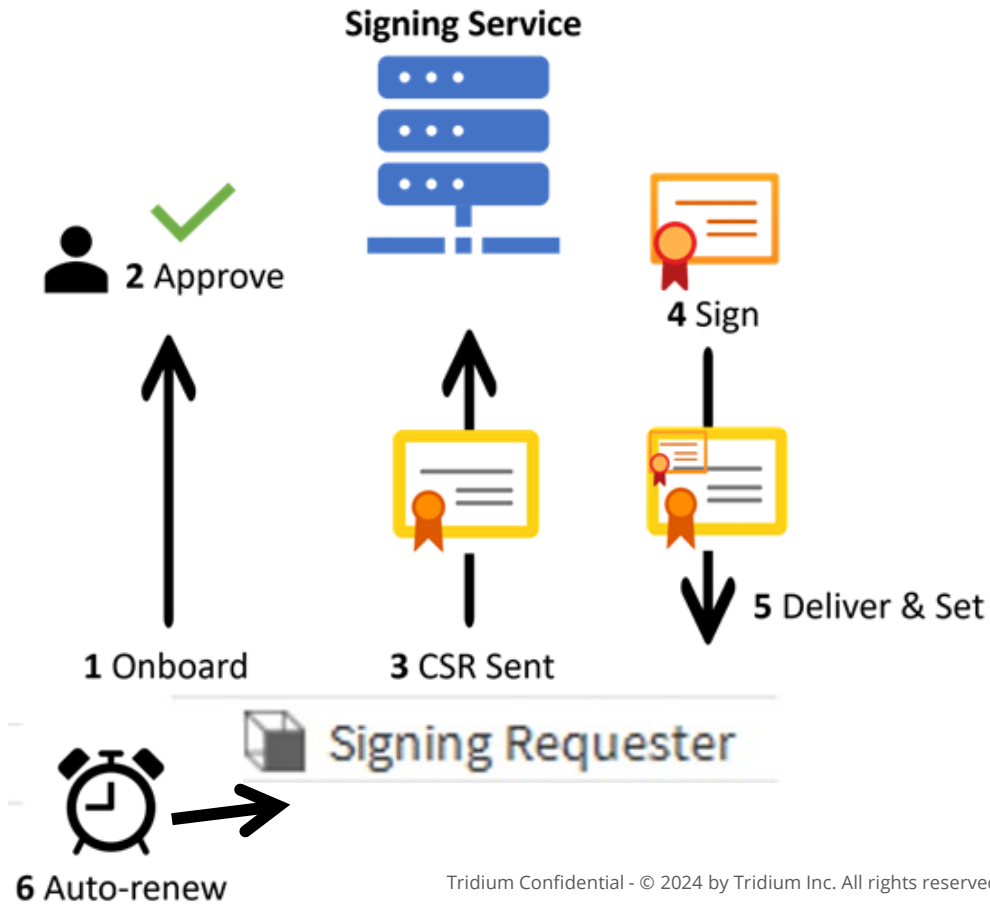 Signing Service
2 Approve
4 Sign
5 Deliver & Set
1 Onboard
3 CSR Sent
Signing Requester
6 Auto-renew
Tridium Confidential - © 2024 by Tridium Inc. All rights reserved